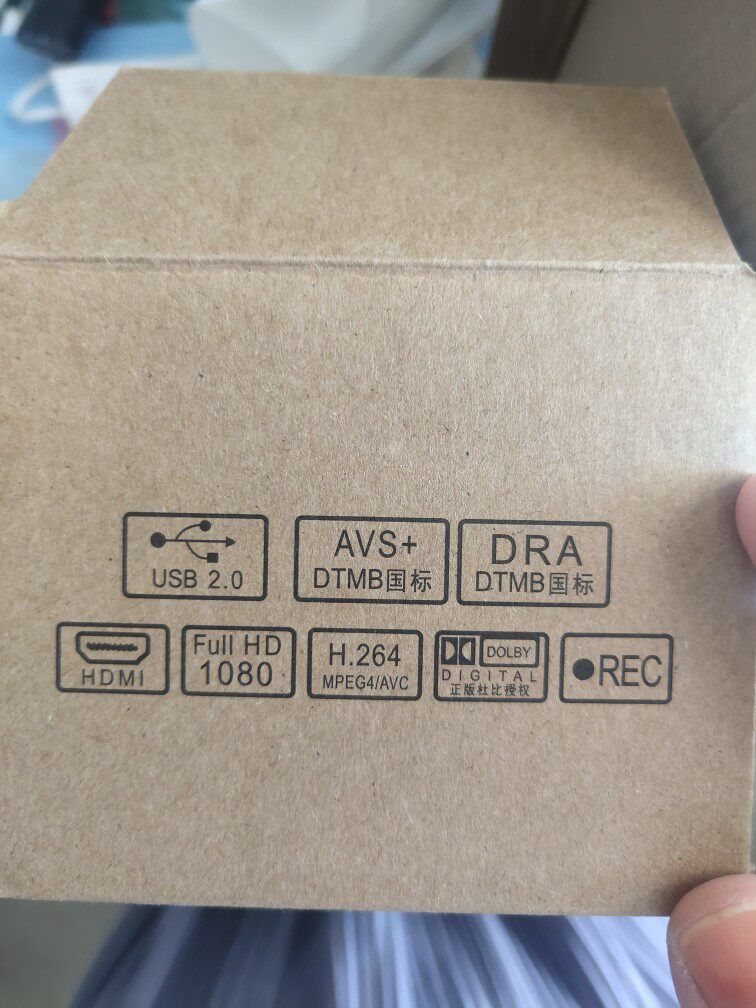 USB 2.0
AVS+
DTMB国标
DRA
DTMB国标
HDMI
Full HD
1080
H.264
MPEG4/AVC
DOLBY
DIGITAL
正版杜比授权
REC